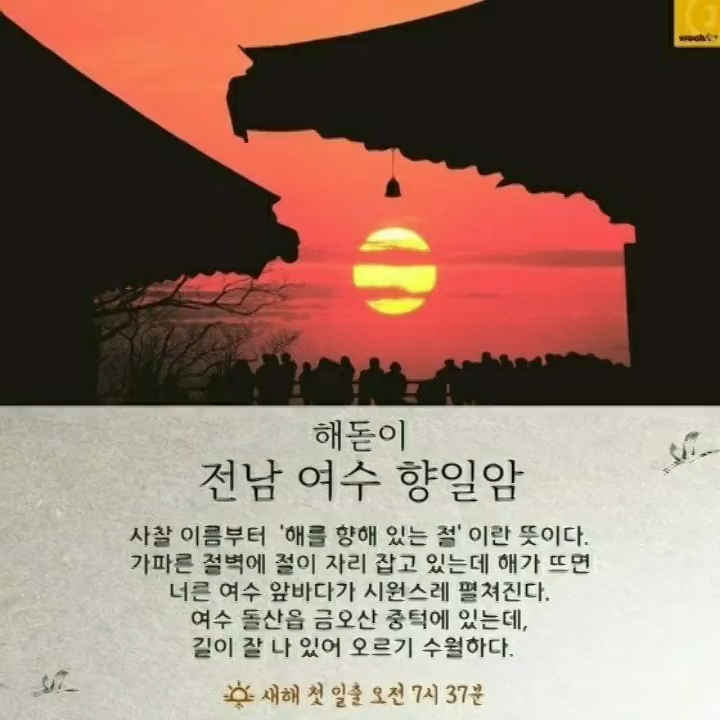 week&+
해돋이
전남 여수 향일암
사찰 이름부터 '해를 향해 있는 절' 이란 뜻이다.
가파른 절벽에 절이 자리 잡고 있는데 해가 뜨면
너른 여수 앞바다가 시원스레 펼쳐진다.
여수 돌산읍 금오산 중턱에 있는데,
길이 잘 나 있어 오르기 수월하다.
새해 첫 일출 오전 7시 37분